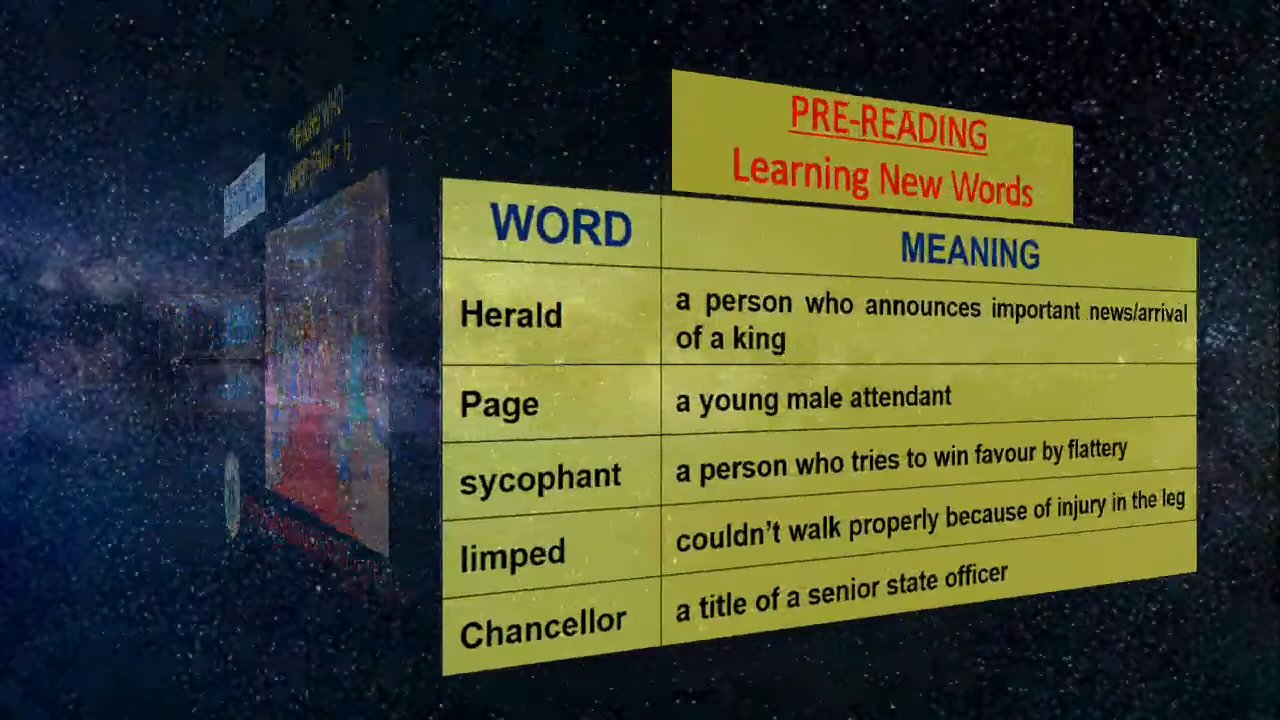 PRE-READING
Learning New Words
WORD MEANING
Herald a person who announces important news/arrival
of a king
Page a young male attendant
sycophant a person who tries to win favour by flattery
limped couldn't walk properly because of injury in the leg
Chancellor a title of a senior state officer